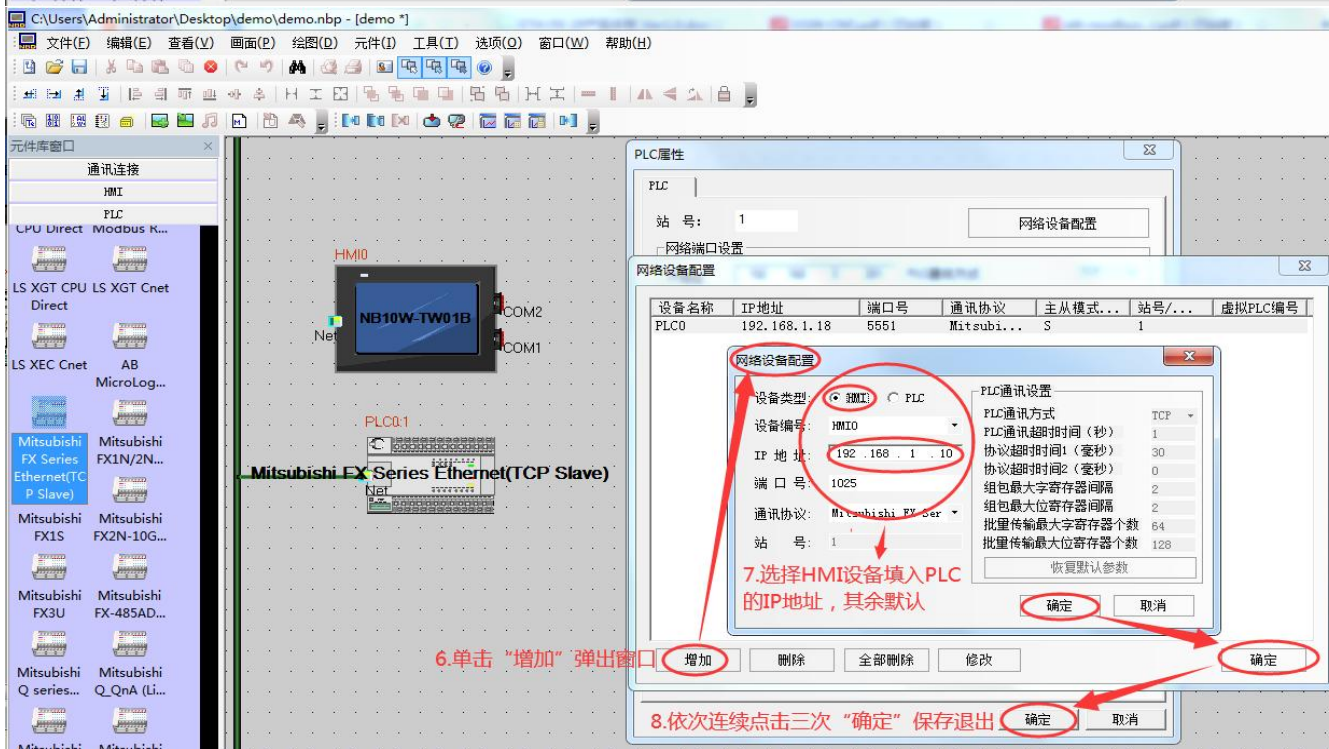 C:\Users\Administrator\Desktop\demo\demo.nbp - [demo *]
文件(F) 编辑(E) 查看(V) 画面(P) 绘图(D) 元件(I) 工具(T) 选项(O) 窗口(W) 帮助(H)
元件库窗口
通讯连接
HMI
PLC
CPU Direct Modbus R...
LS XGT CPU Direct
LS XGT Cnet
LS XEC Cnet
AB MicroLog...
Mitsubishi FX Series Ethernet(TCP Slave)
Mitsubishi FX1N/2N...
Mitsubishi FX1S
Mitsubishi FX2N-10G...
Mitsubishi FX3U
Mitsubishi FX-485AD...
Mitsubishi Q series...
Mitsubishi Q_QnA (Li...
Mitsubishi Mitsubishi
HMI0
NB10W-TW01B
Net
COM2
COM1
PLC0:1
Mitsubishi FX Series Ethernet(TCP Slave)
Net
PLC属性
PLC
站 号: 1
网络设备配置
网络端口设置
网络设备配置
设备名称 IP地址 端口号 通讯协议 主从模式... 站号/... 虚拟PLC编号
PLC0 192.168.1.18 5551 Mitsubi... S 1
网络设备配置
设备类型: HMI PLC
设备编号: HMI0
IP 地 址: 192 .168 . 1 . 10
端 口 号: 1025
通讯协议: Mitsubishi FX Ser
站 号: 1
PLC通讯设置
PLC通讯方式 TCP
PLC通讯超时时间(秒) 1
协议超时时间1(毫秒) 30
协议超时时间2(毫秒) 0
组包最大字寄存器间隔 2
组包最大位寄存器间隔 2
批里传输最大字寄存器个数 64
批里传输最大位寄存器个数 128
恢复默认参数
确定 取消
7.选择HMI设备填入PLC
的IP地址，其余默认
6.单击“增加”弹出窗口
增加 删除 全部删除 修改 确定
8.依次连续点击三次“确定”保存退出
确定 取消